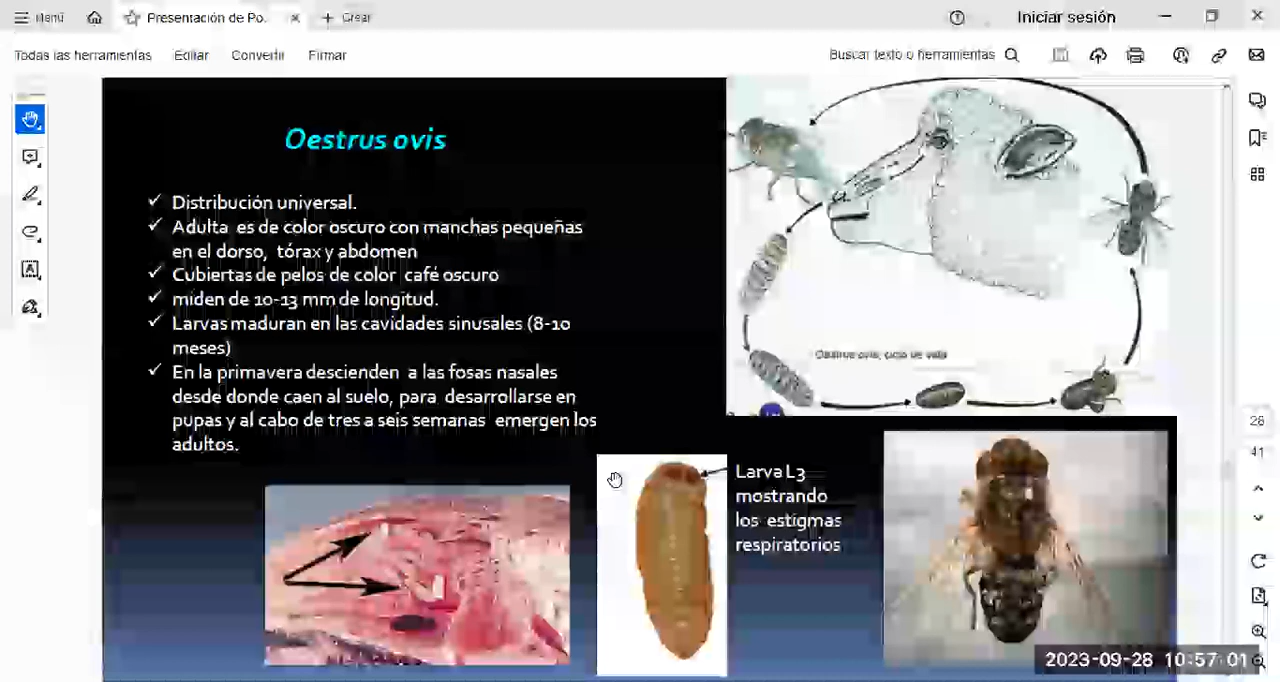 Menú
Presentación de Po.
Crear
Iniciar sesión
Todas las herramientas
Editar
Convertir
Firmar
Buscar texto o herramientas
Oestrus ovis
Distribución universal.
Adulta es de color oscuro con manchas pequeñas
en el dorso, tórax y abdomen
Cubiertas de pelos de color café oscuro
miden de 10-13 mm de longitud.
Larvas maduran en las cavidades sinusales (8-10
meses)
En la primavera descienden a las fosas nasales
desde donde caen al suelo, para desarrollarse en
pupas y al cabo de tres a seis semanas emergen los
adultos.
Oestrus ovis, ciclo de vida
Larva L3
mostrando
los estigmas
respiratorios
28
41
2023-09-28 10:57:01